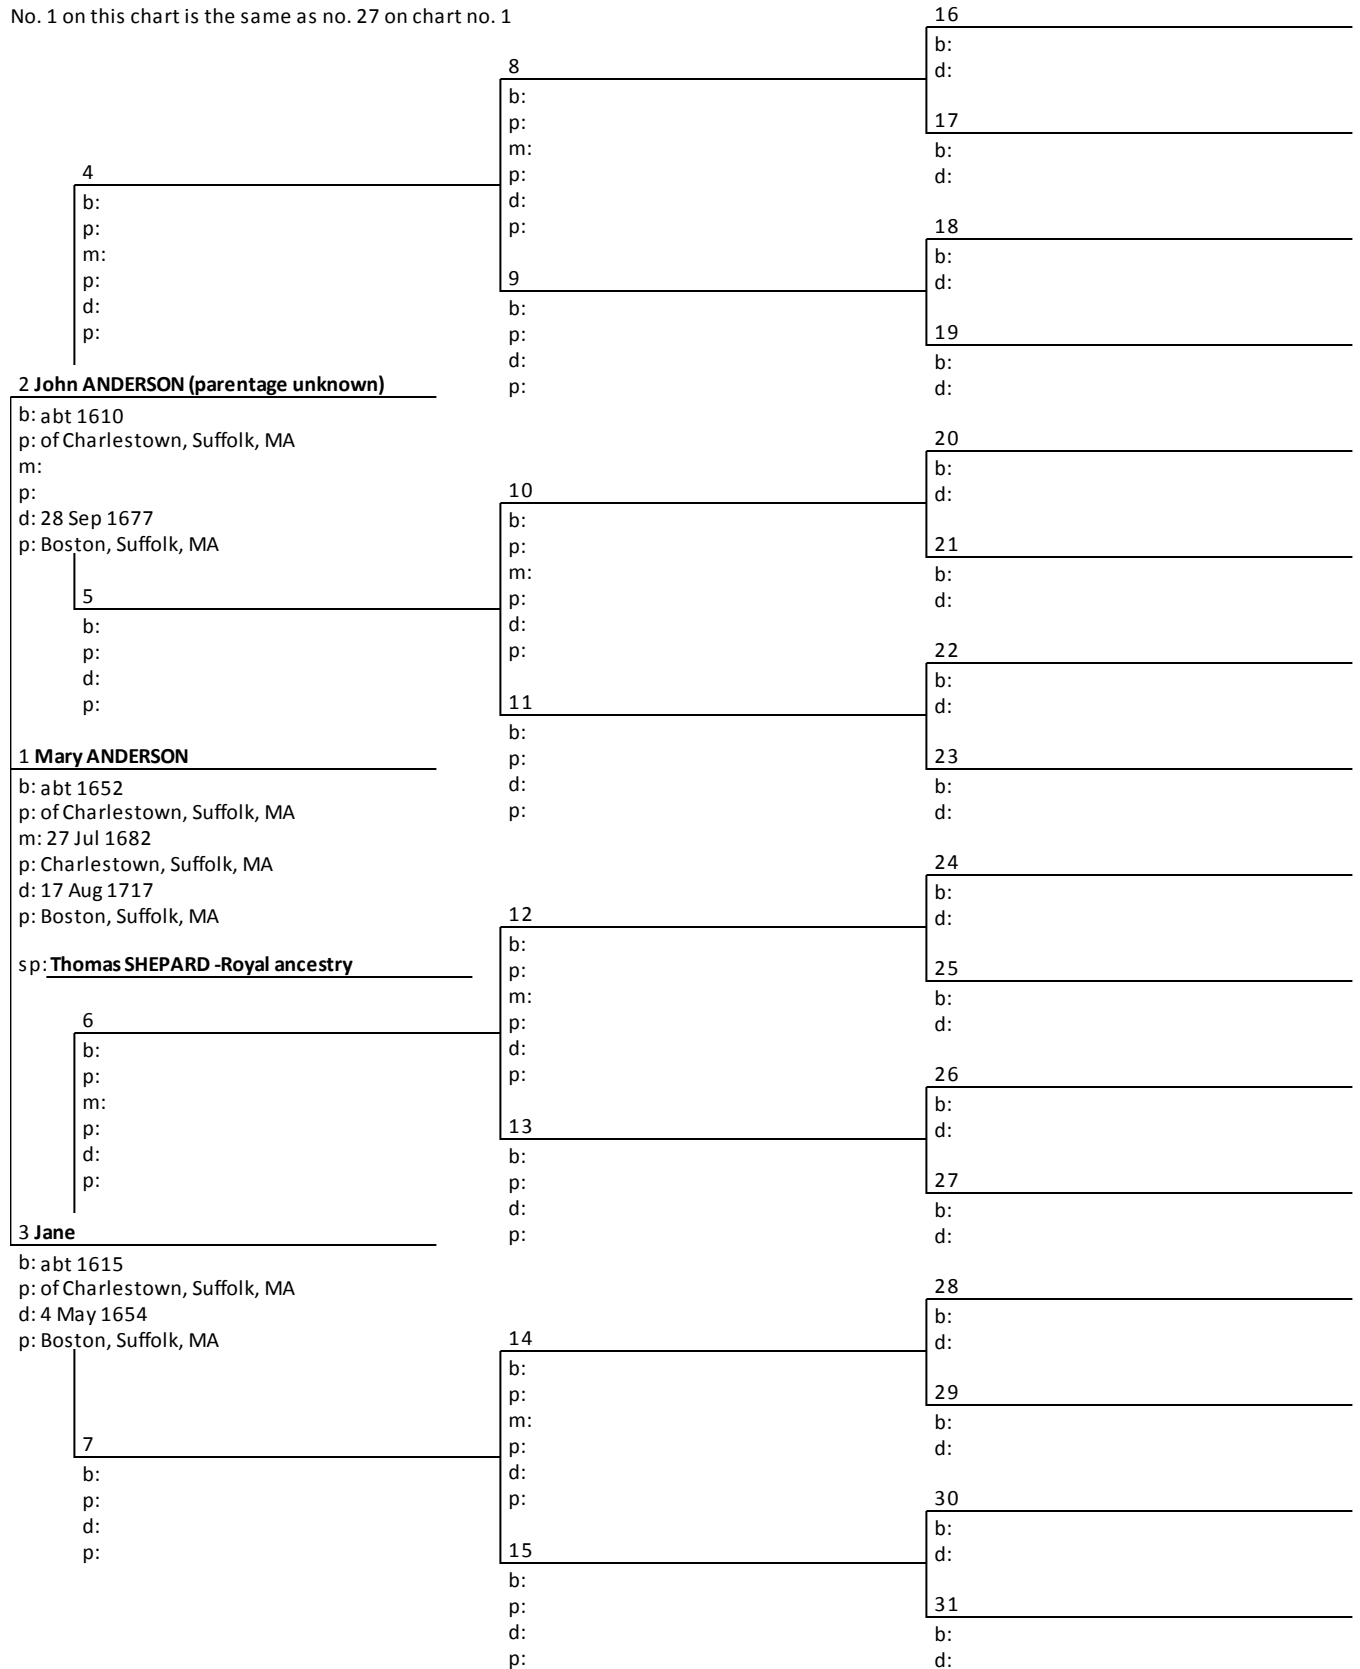 No. 1 on this chart is the same as no. 27 on chart no. 1
4
b:
p:
m:
p:
d:
p:
2 John ANDERSON (parentage unknown)
b: abt 1610
p: of Charlestown, Suffolk, MA
m:
p:
d: 28 Sep 1677
p: Boston, Suffolk, MA
5
b:
p:
d:
p:
1 Mary ANDERSON
b: abt 1652
p: of Charlestown, Suffolk, MA
m: 27 Jul 1682
p: Charlestown, Suffolk, MA
d: 17 Aug 1717
p: Boston, Suffolk, MA
sp: Thomas SHEPARD -Royal ancestry
6
b:
p:
m:
p:
d:
p:
3 Jane
b: abt 1615
p: of Charlestown, Suffolk, MA
d: 4 May 1654
p: Boston, Suffolk, MA
7
b:
p:
d:
p:
8
b:
p:
m:
p:
d:
p:
9
b:
p:
d:
p:
10
b:
p:
m:
p:
d:
p:
11
b:
p:
d:
p:
12
b:
p:
m:
p:
d:
p:
13
b:
p:
d:
p:
14
b:
p:
m:
p:
d:
p:
15
b:
p:
d:
p:
16
b:
d:
17
b:
d:
18
b:
d:
19
b:
d:
20
b:
d:
21
b:
d:
22
b:
d:
23
b:
d:
24
b:
d:
25
b:
d:
26
b:
d:
27
b:
d:
28
b:
d:
29
b:
d:
30
b:
d:
31
b:
d: